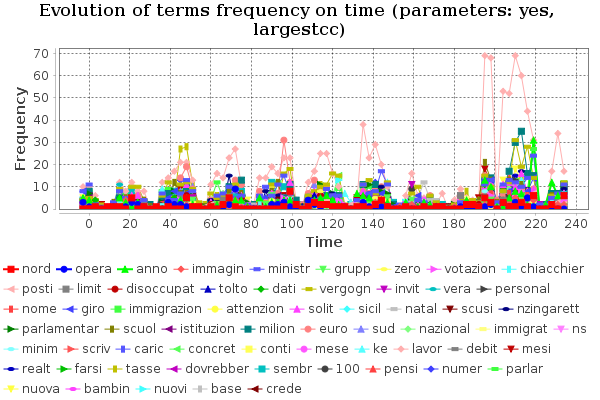 Evolution of terms frequency on time (parameters: yes,
largestcc)
Frequency
70
60
50
40
30
20
10
0
0 20 40 60 80 100 120 140 160 180 200 220 240
Time
nord opera anno immagin ministr grupp zero votazion chiacchier
posti limit disoccupat tolto dati vergogn invit vera personal
nome giro immigrazion attenzion solit sicil natal scusi nzingarett
parlamentar scuol istituzion milion euro sud nazional immigrat ns
minim scriv caric concret conti mese ke lavor debit mesi
realt farsi tasse dovrebber sembr 100 pensi numer parlar
nuova bambin nuovi base crede